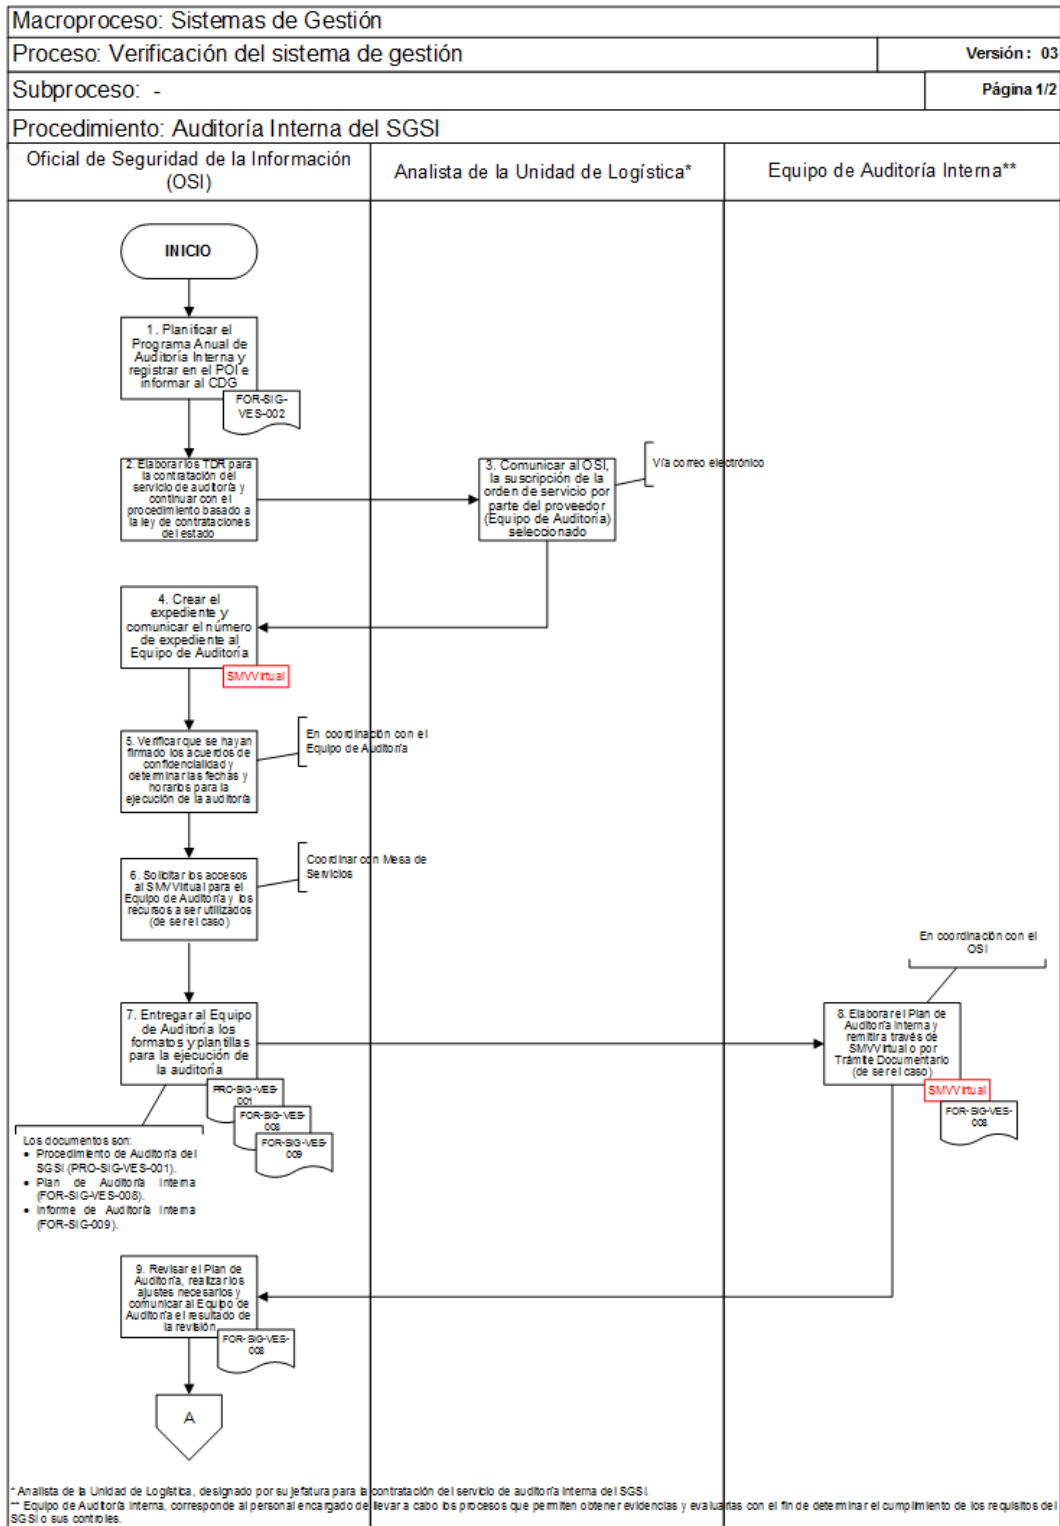 Macroproceso: Sistemas de Gestión
Proceso: Verificación del sistema de gestión
Versión: 03
Subproceso: -
Página 1/2
Procedimiento: Auditoría Interna del SGSI
Oficial de Seguridad de la Información
(OSI)
Analista de la Unidad de Logística*
Equipo de Auditoría Interna**
INICIO
1. Planificar el
Programa Anual de
Auditoría Interna y
registrar en el POI e
informar al CDG
FOR-SIG-
VES-002
2. Elaborar los TDR para
la contratación del
servicio de auditoría y
continuar con el
procedimiento basado a
la ley de contrataciones
del estado
3. Comunicar al OSI,
la suscripción de la
orden de servicio por
parte del proveedor
(Equipo de Auditoría)
seleccionado
Vía correo electrónico
4. Crear el
expediente y
comunicar el número
de expediente al
Equipo de Auditoría
SMVVirtual
5. Verificar que se hayan
firmado los acuerdos de
confidencialidad y
determinar las fechas y
horarios para la
ejecución de la auditoría
En coordinación con el
Equipo de Auditoría
6. Solicitar los accesos
al SMVVirtual para el
Equipo de Auditoría y los
recursos a ser utilizados
(de ser el caso)
Coordinar con Mesa de
Servicios
7. Entregar al Equipo
de Auditoría los
formatos y plantillas
para la ejecución de
la auditoría
PRO-SIG-VES-
001
FOR-SIG-VES-
008
FOR-SIG-VES-
009
Los documentos son:
• Procedimiento de Auditoría del
SGSI (PRO-SIG-VES-001).
• Plan de Auditoría Interna
(FOR-SIG-VES-008).
• Informe de Auditoría Interna
(FOR-SIG-009).
En coordinación con el
OSI
8. Elaborar el Plan de
Auditoría Interna y
remitir a través de
SMVVirtual o por
Trámite Documentario
(de ser el caso)
SMVVirtual
FOR-SIG-VES-
008
9. Revisar el Plan de
Auditoría, realizar los
ajustes necesarios y
comunicar al Equipo de
Auditoría el resultado de
la revisión
FOR-SIG-VES-
008
A
* Analista de la Unidad de Logística, designado por su jefatura para la contratación del servicio de auditoría interna del SGSI.
** Equipo de Auditoría Interna, corresponde al personal encargado de llevar a cabo los procesos que permiten obtener evidencias y evaluarlas con el fin de determinar el cumplimiento de los requisitos del
SGSI o sus controles.